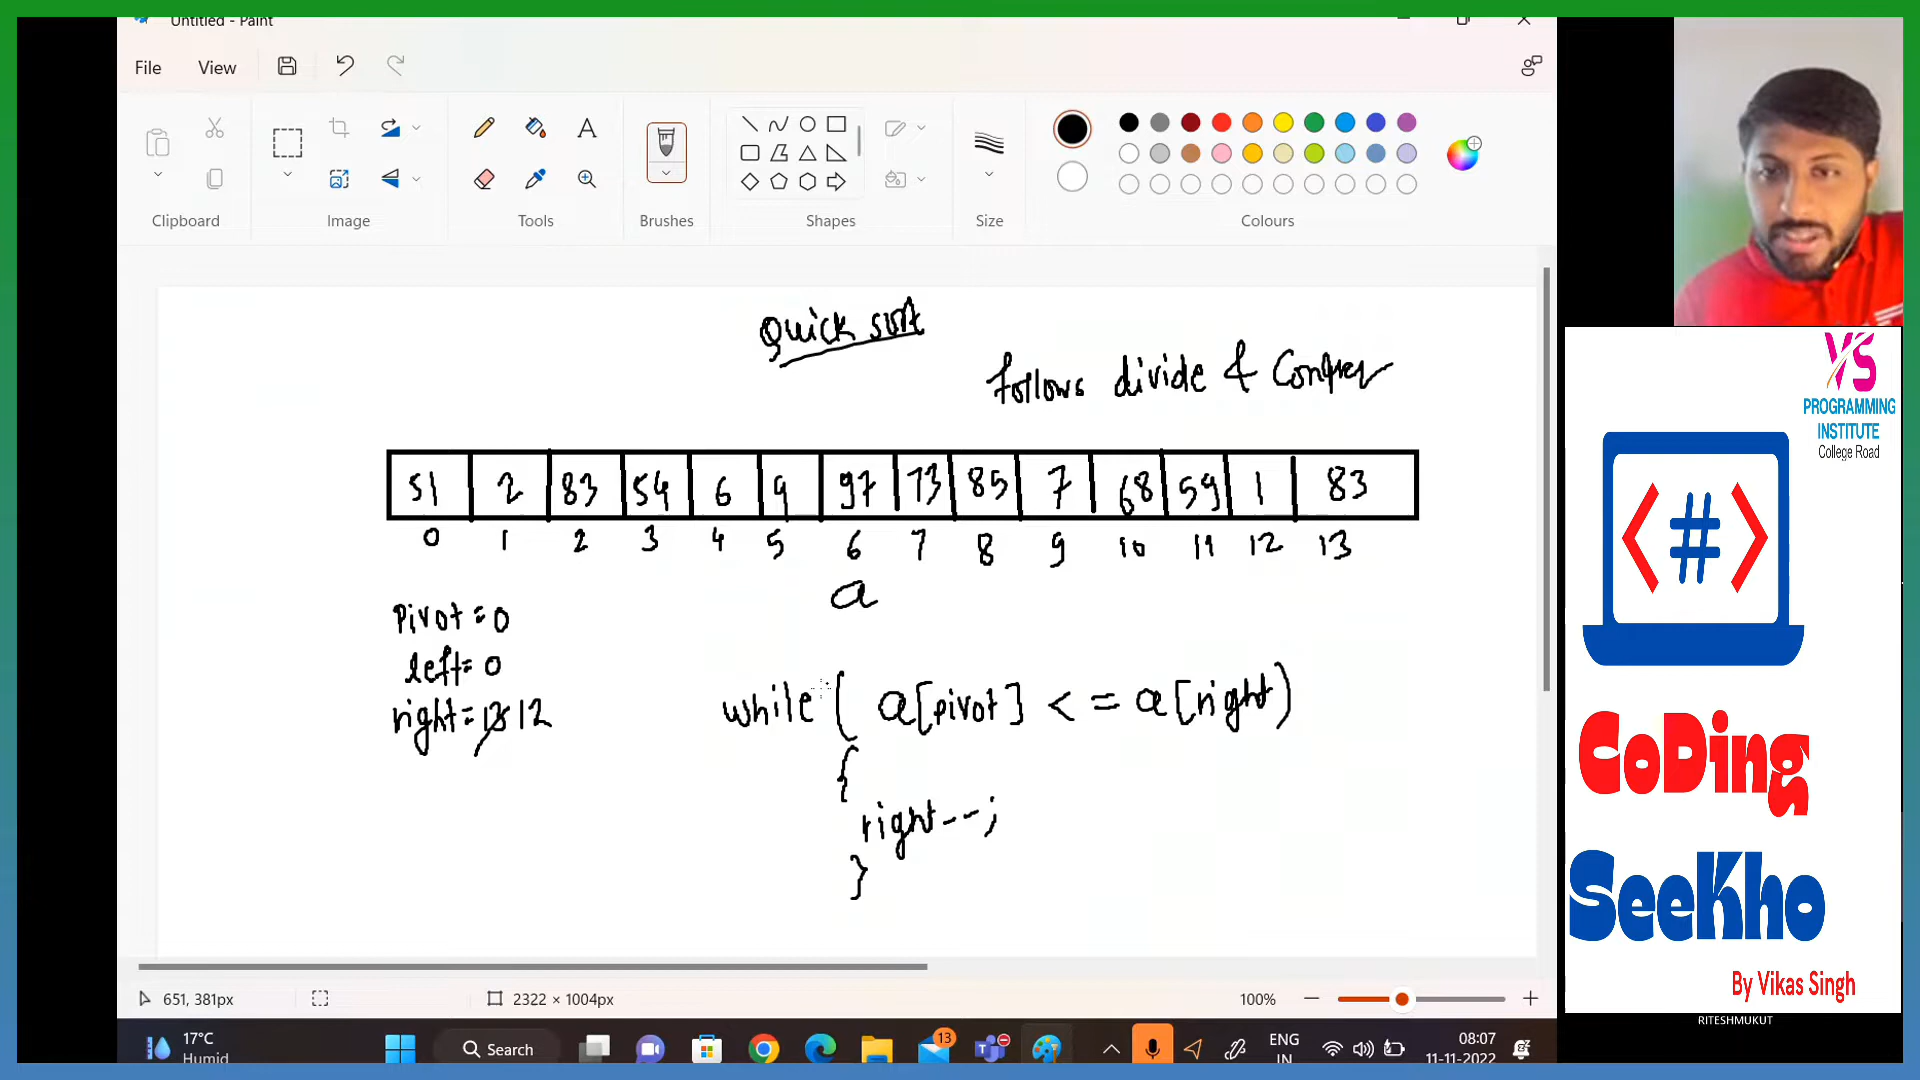 Untitled - Paint
File View
Clipboard Image Tools Brushes Shapes Size Colours
Quick sort
follows divide & Conquer
51 2 83 54 6 9 97 73 85 7 68 59 1 83
0 1 2 3 4 5 6 7 8 9 10 11 12 13
a
Pivot = 0
left = 0
right = 13 12
while ( a[pivot] <= a[right)
{
right--;
}
651, 381px 2322 × 1004px 100%
17°C
Humid
Search
13
ENG
IN
08:07
11-11-2022
VS
PROGRAMMING
INSTITUTE
College Road
<#>
CoDing
SeeKho
By Vikas Singh
RITESHMUKUT